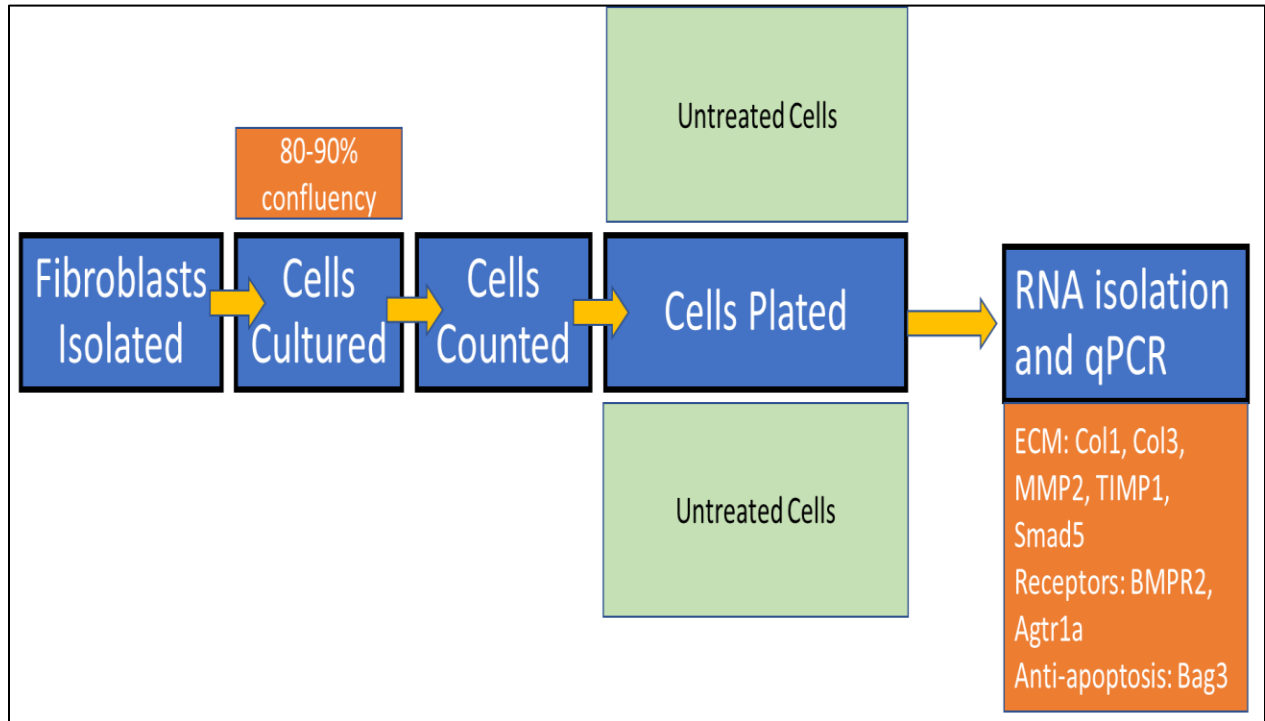 Untreated Cells
80-90%
confluency
Fibroblasts
Isolated
Cells
Cultured
Cells
Counted
Cells Plated
RNA isolation
and qPCR
Untreated Cells
ECM: Col1, Col3,
MMP2, TIMP1,
Smad5
Receptors: BMPR2,
Agtr1a
Anti-apoptosis: Bag3